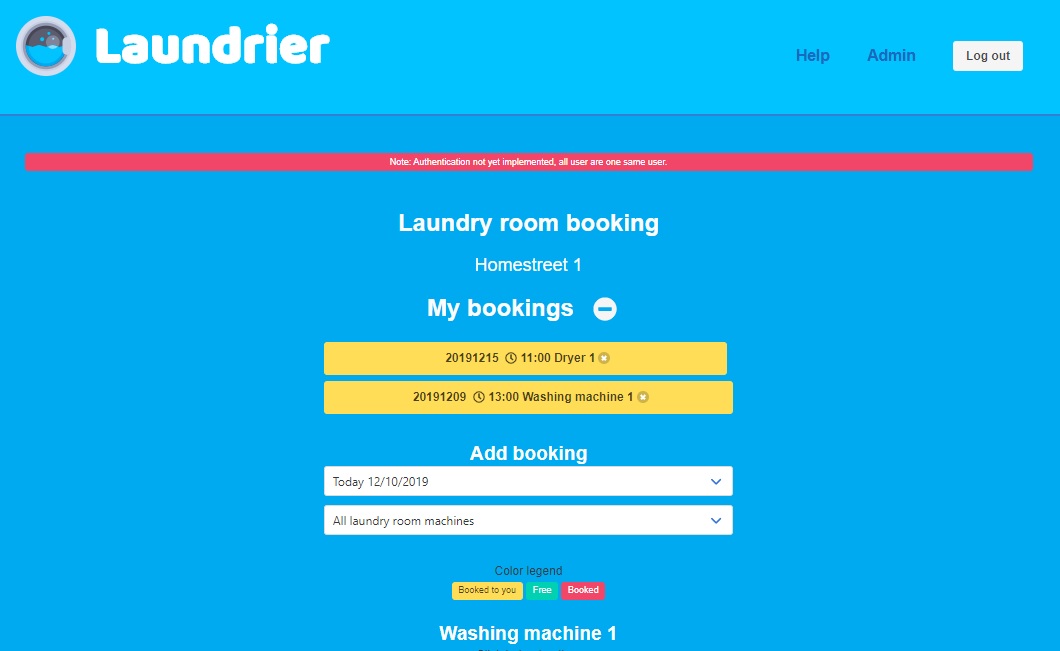 Laundrier
Help
Admin
Log out
Note: Authentication not yet implemented, all user are one same user.
Laundry room booking
Homestreet 1
My bookings
20191215 11:00 Dryer 1
20191209 13:00 Washing machine 1
Add booking
Today 12/10/2019
All laundry room machines
Color legend
Booked to you Free Booked
Washing machine 1